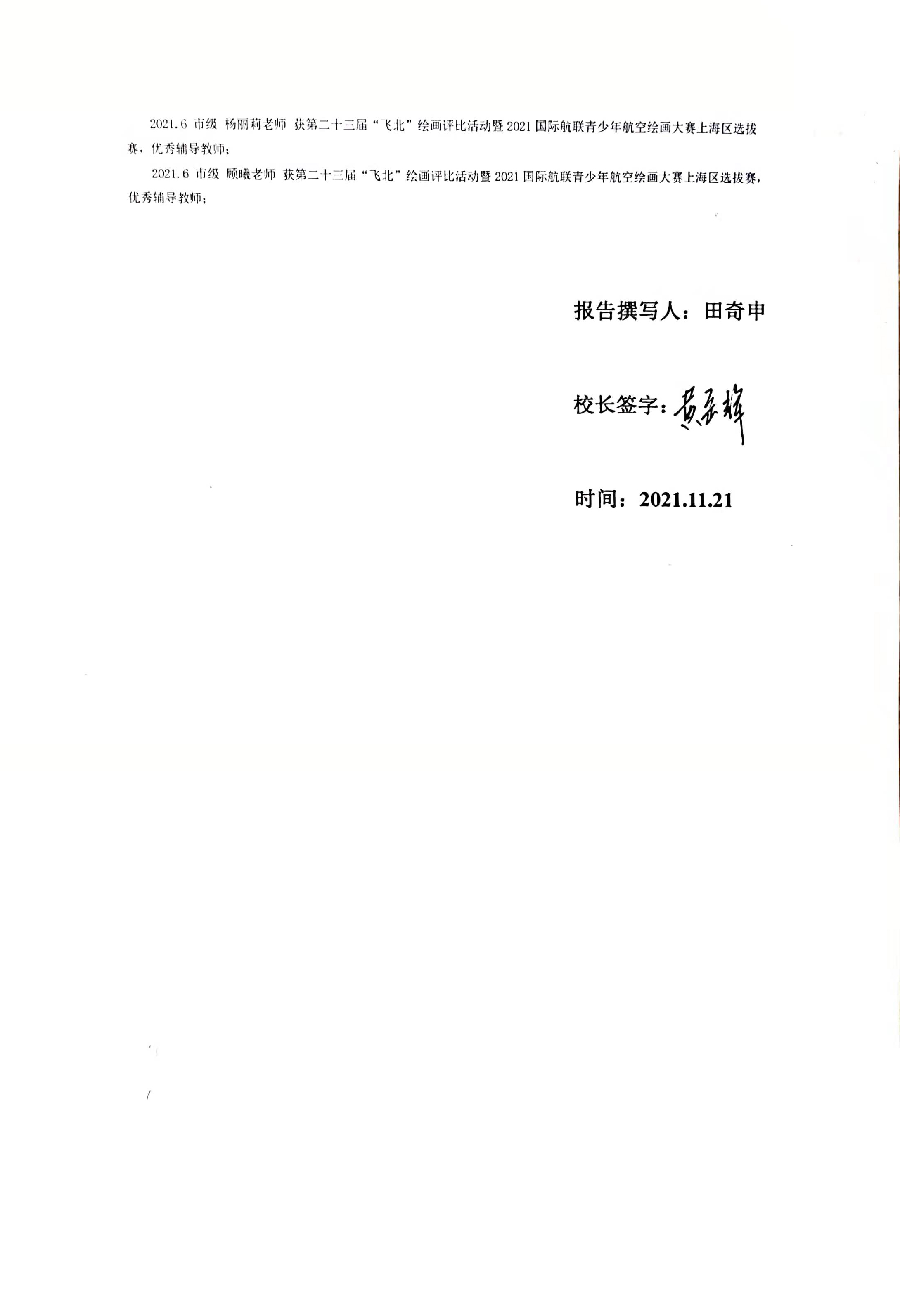 2021.6 市级 杨丽莉老师 获第二十三届“飞北”绘画评比活动暨 2021 国际航联青少年航空绘画大赛上海区选拔
赛，优秀辅导教师；
2021.6 市级 顾曦老师 获第二十三届“飞北”绘画评比活动暨 2021 国际航联青少年航空绘画大赛上海区选拔赛，
优秀辅导教师；
报告撰写人：田奇申
校长签字：
时间：2021.11.21